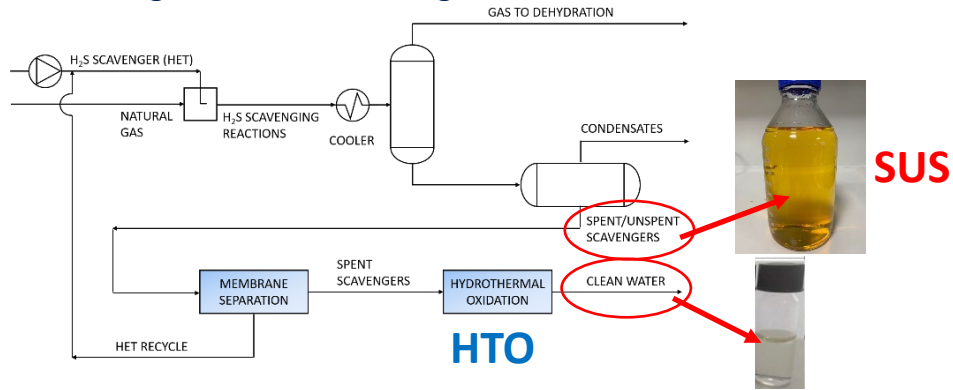 GAS TO DEHYDRATION
H₂S SCAVENGER (HET)
NATURAL
GAS
H₂S SCAVENGING
REACTIONS
COOLER
CONDENSATES
SUS
SPENT/UNSPENT
SCAVENGERS
MEMBRANE
SEPARATION
SPENT
SCAVENGERS
HYDROTHERMAL
OXIDATION
CLEAN WATER
HTO
HET RECYCLE